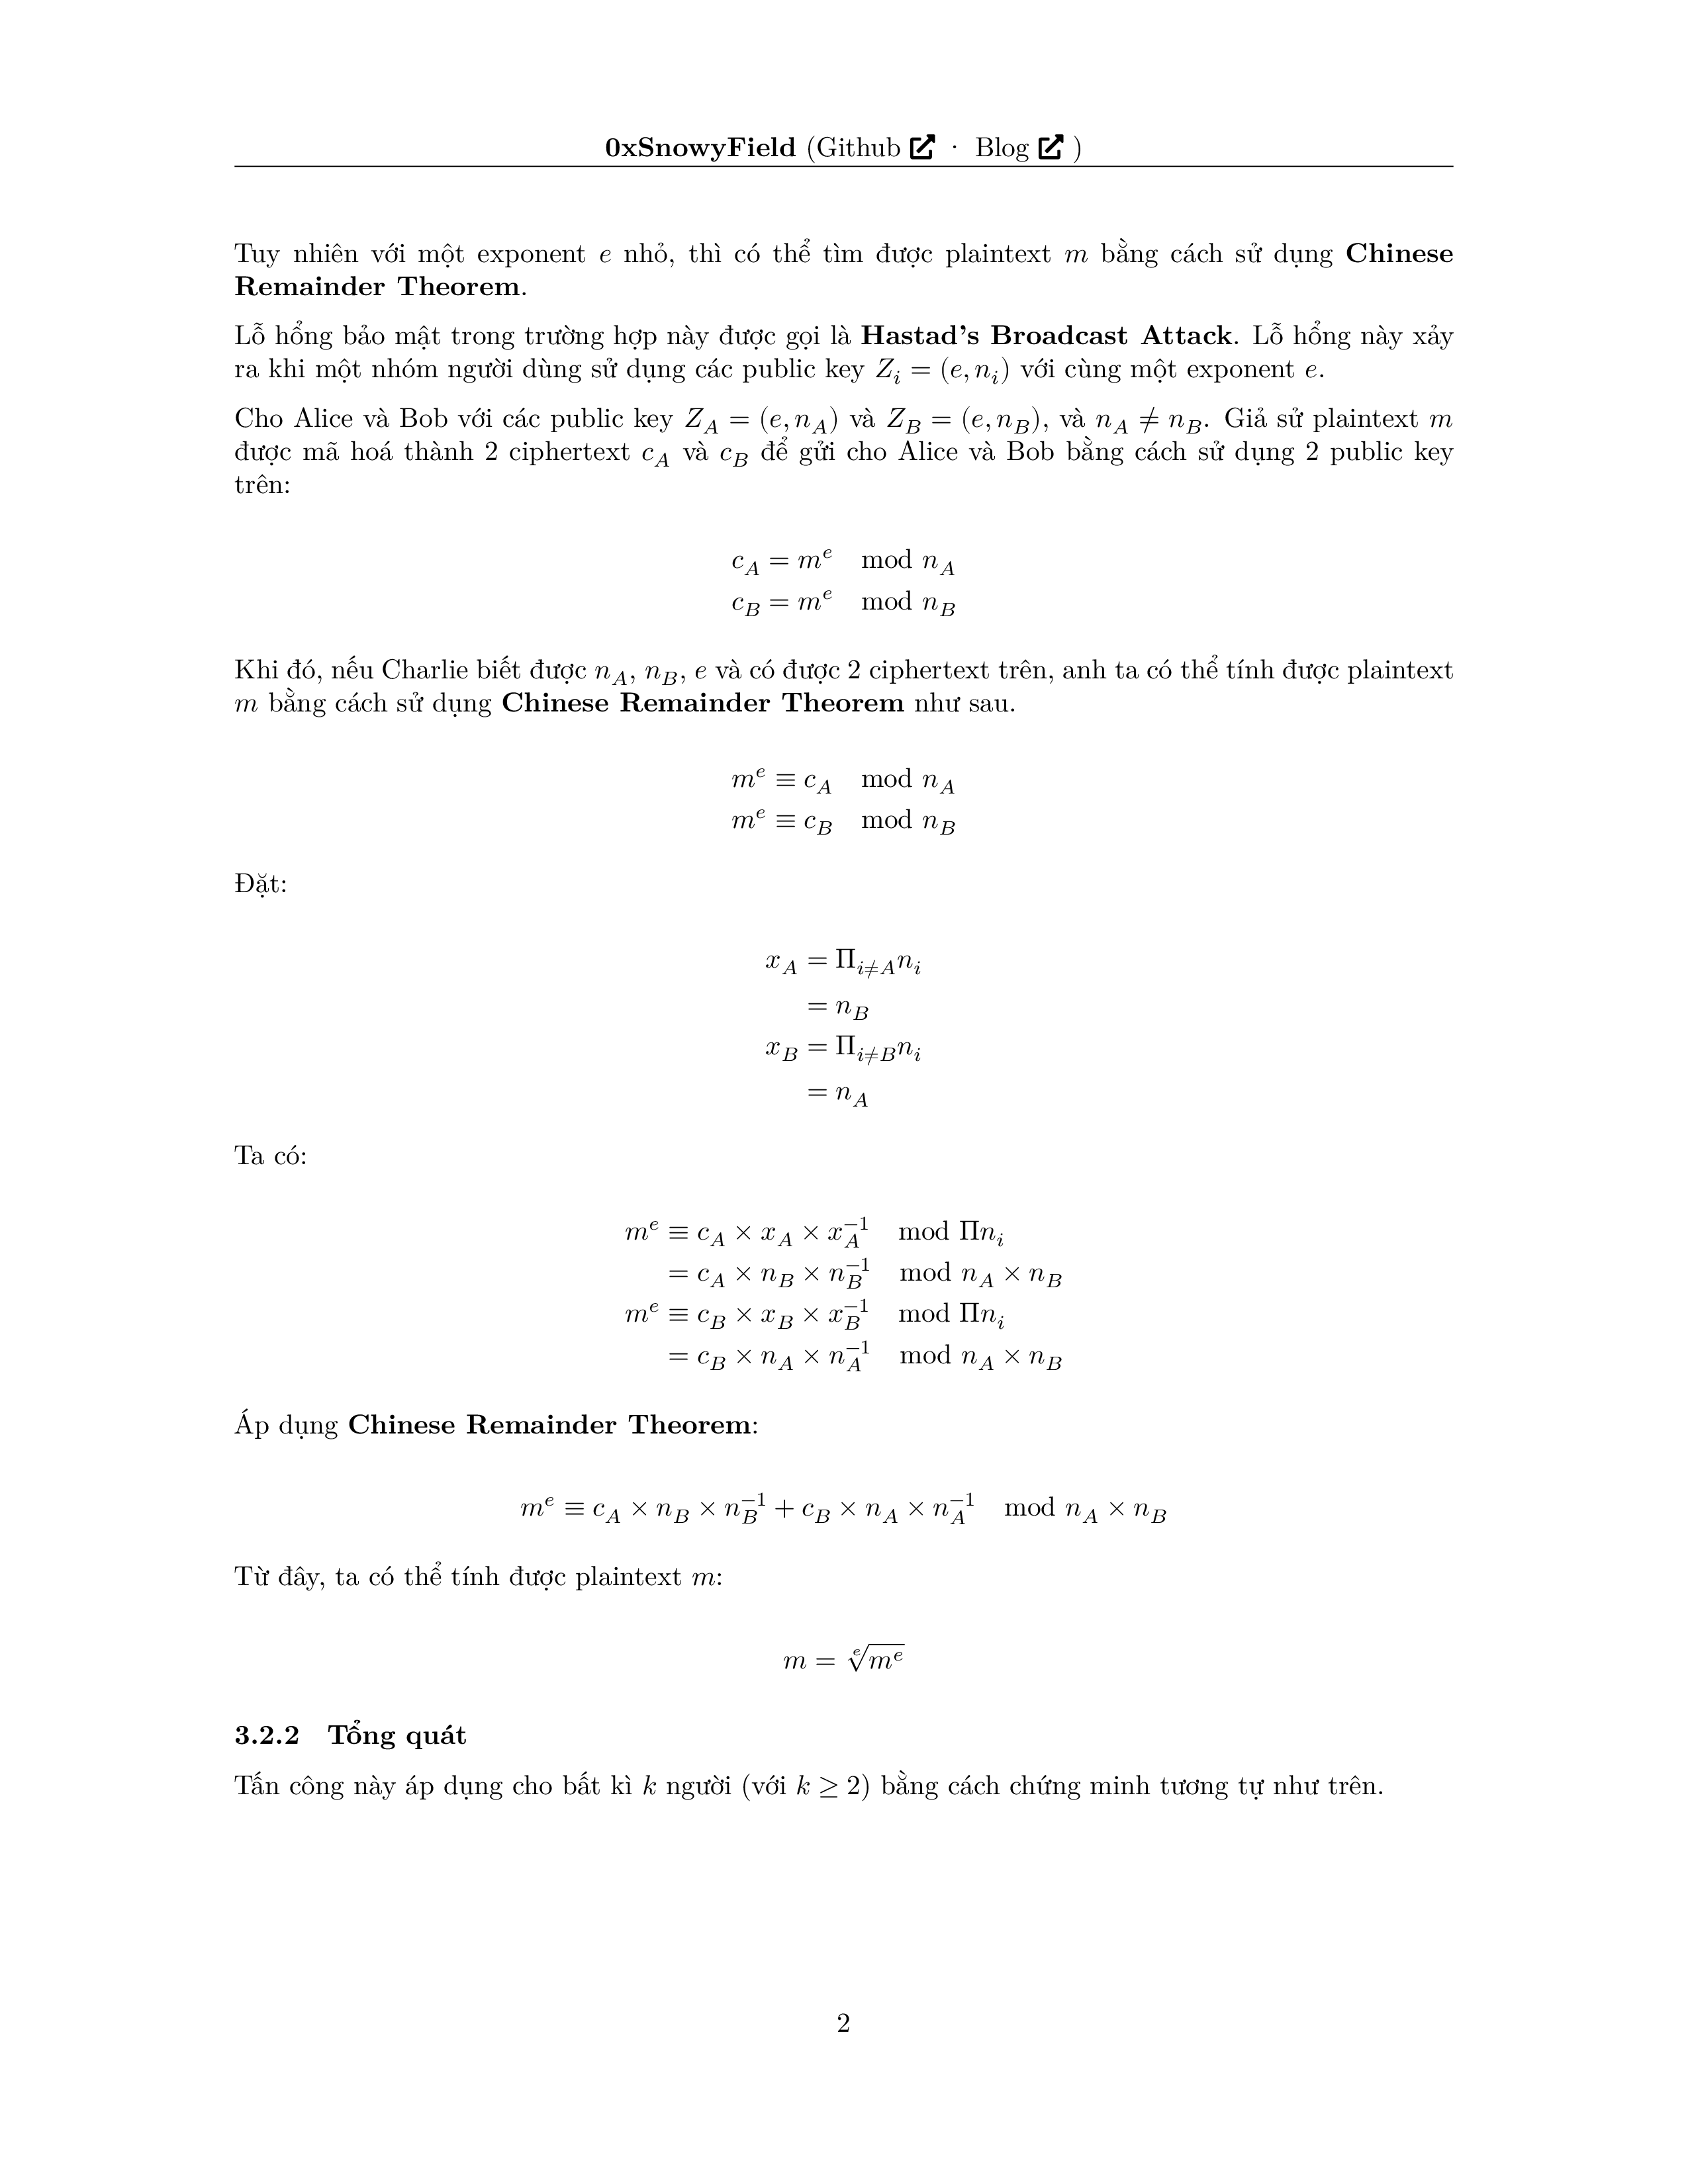 0xSnowyField (Github · Blog )
Tuy nhiên với một exponent e nhỏ, thì có thể tìm được plaintext m bằng cách sử dụng Chinese
Remainder Theorem.
Lỗ hổng bảo mật trong trường hợp này được gọi là Hastad's Broadcast Attack. Lỗ hổng này xảy
ra khi một nhóm người dùng sử dụng các public key Z_i = (e, n_i) với cùng một exponent e.
Cho Alice và Bob với các public key Z_A = (e, n_A) và Z_B = (e, n_B), và n_A ≠ n_B. Giả sử plaintext m
được mã hoá thành 2 ciphertext c_A và c_B để gửi cho Alice và Bob bằng cách sử dụng 2 public key
trên:
c_A = m^e mod n_A
c_B = m^e mod n_B
Khi đó, nếu Charlie biết được n_A, n_B, e và có được 2 ciphertext trên, anh ta có thể tính được plaintext
m bằng cách sử dụng Chinese Remainder Theorem như sau.
m^e ≡ c_A mod n_A
m^e ≡ c_B mod n_B
Đặt:
x_A = Π_{i≠A} n_i
= n_B
x_B = Π_{i≠B} n_i
= n_A
Ta có:
m^e ≡ c_A × x_A × x_A^{-1} mod Πn_i
= c_A × n_B × n_B^{-1} mod n_A × n_B
m^e ≡ c_B × x_B × x_B^{-1} mod Πn_i
= c_B × n_A × n_A^{-1} mod n_A × n_B
Áp dụng Chinese Remainder Theorem:
m^e ≡ c_A × n_B × n_B^{-1} + c_B × n_A × n_A^{-1} mod n_A × n_B
Từ đây, ta có thể tính được plaintext m:
m = \sqrt[e]{m^e}
3.2.2 Tổng quát
Tấn công này áp dụng cho bất kì k người (với k ≥ 2) bằng cách chứng minh tương tự như trên.
2